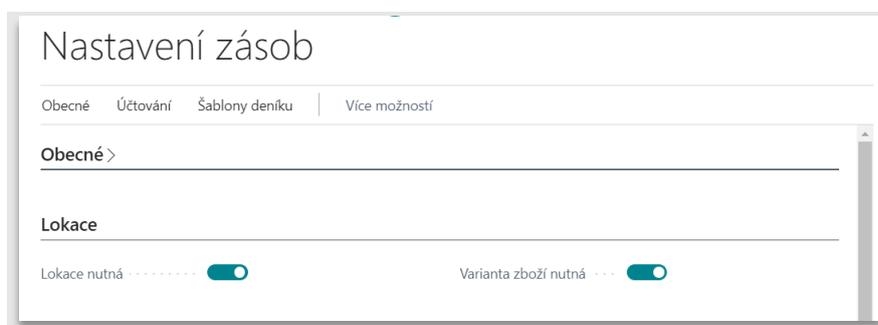 Nastavení zásob
Obecné Účtování Šablony deníku Více možností
Obecné
Lokace
Lokace nutná Varianta zboží nutná